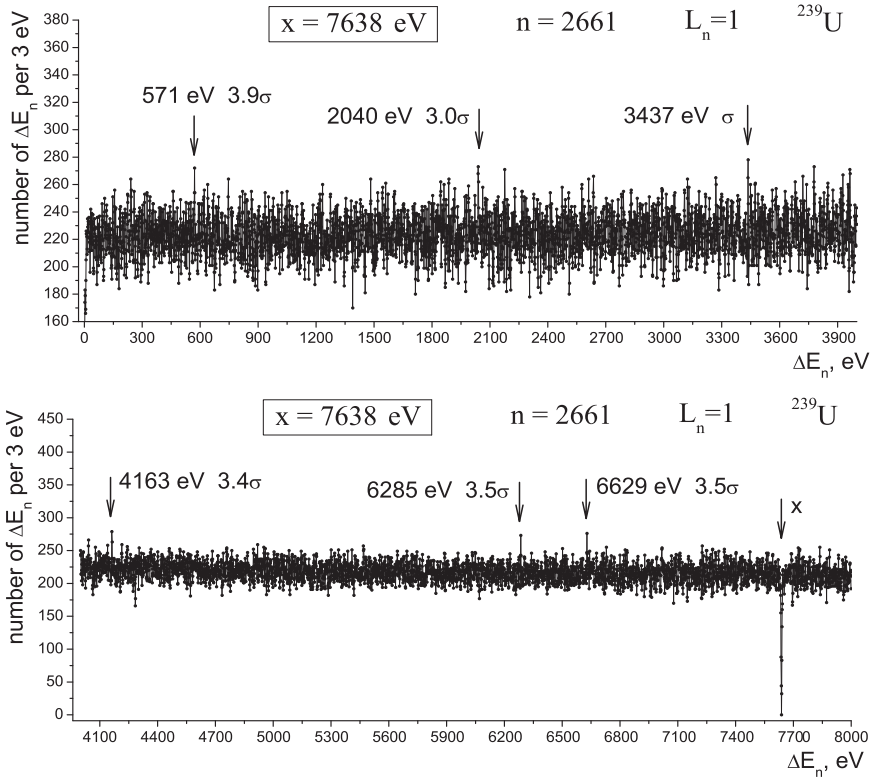 x = 7638 eV n = 2661 Lₙ=1 ²³⁹U
number of ΔEₙ per 3 eV
380
360
340
320
300
280
260
240
220
200
180
160
571 eV 3.9σ
2040 eV 3.0σ
3437 eV σ
0 300 600 900 1200 1500 1800 2100 2400 2700 3000 3300 3600 3900
ΔEₙ, eV
x = 7638 eV n = 2661 Lₙ=1 ²³⁹U
number of ΔEₙ per 3 eV
450
400
350
300
250
200
150
100
50
0
4163 eV 3.4σ
6285 eV 3.5σ
6629 eV 3.5σ
x
4100 4400 4700 5000 5300 5600 5900 6200 6500 6800 7100 7400 7700 8000
ΔEₙ, eV